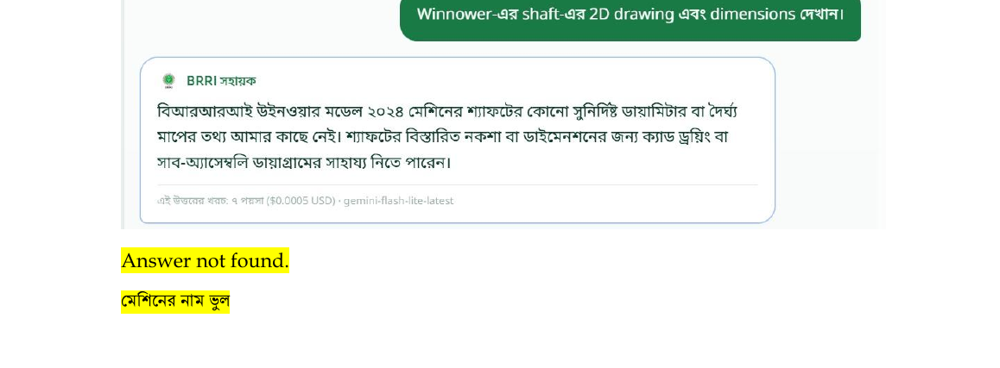 Winnower-এর shaft-এর 2D drawing এবং dimensions দেখান।
BRRI সহায়ক
বিআরআরআই উইনওয়ার মডেল ২০২৪ মেশিনের শ্যাফটের কোনো সুনির্দিষ্ট ডায়ামিটার বা দৈর্ঘ্য
মাপের তথ্য আমার কাছে নেই। শ্যাফটের বিস্তারিত নকশা বা ডাইমেনশনের জন্য ক্যাড ড্রয়িং বা
সাব-অ্যাসেম্বলি ডায়াগ্রামের সাহায্য নিতে পারেন।
এই উত্তরের খরচ: ৭ পয়সা ($0.0005 USD) · gemini-flash-lite-latest
Answer not found.
মেশিনের নাম ভুল